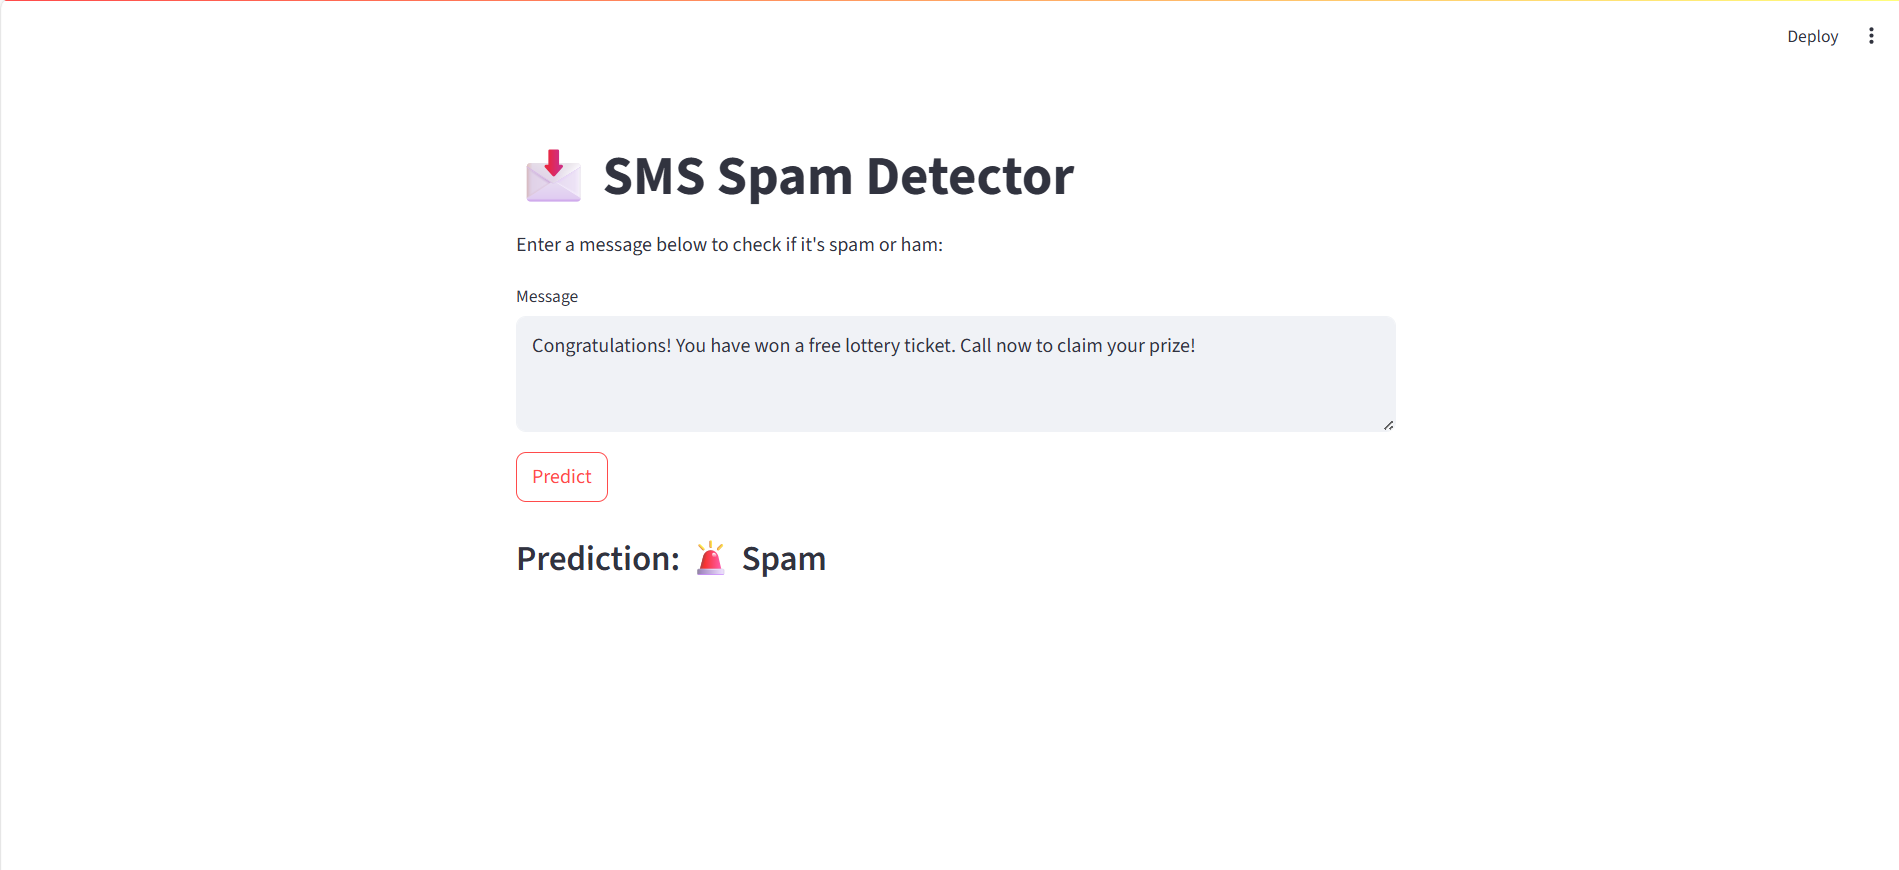 Deploy
SMS Spam Detector
Enter a message below to check if it's spam or ham:
Message
Congratulations! You have won a free lottery ticket. Call now to claim your prize!
Predict
Prediction: 🚨 Spam